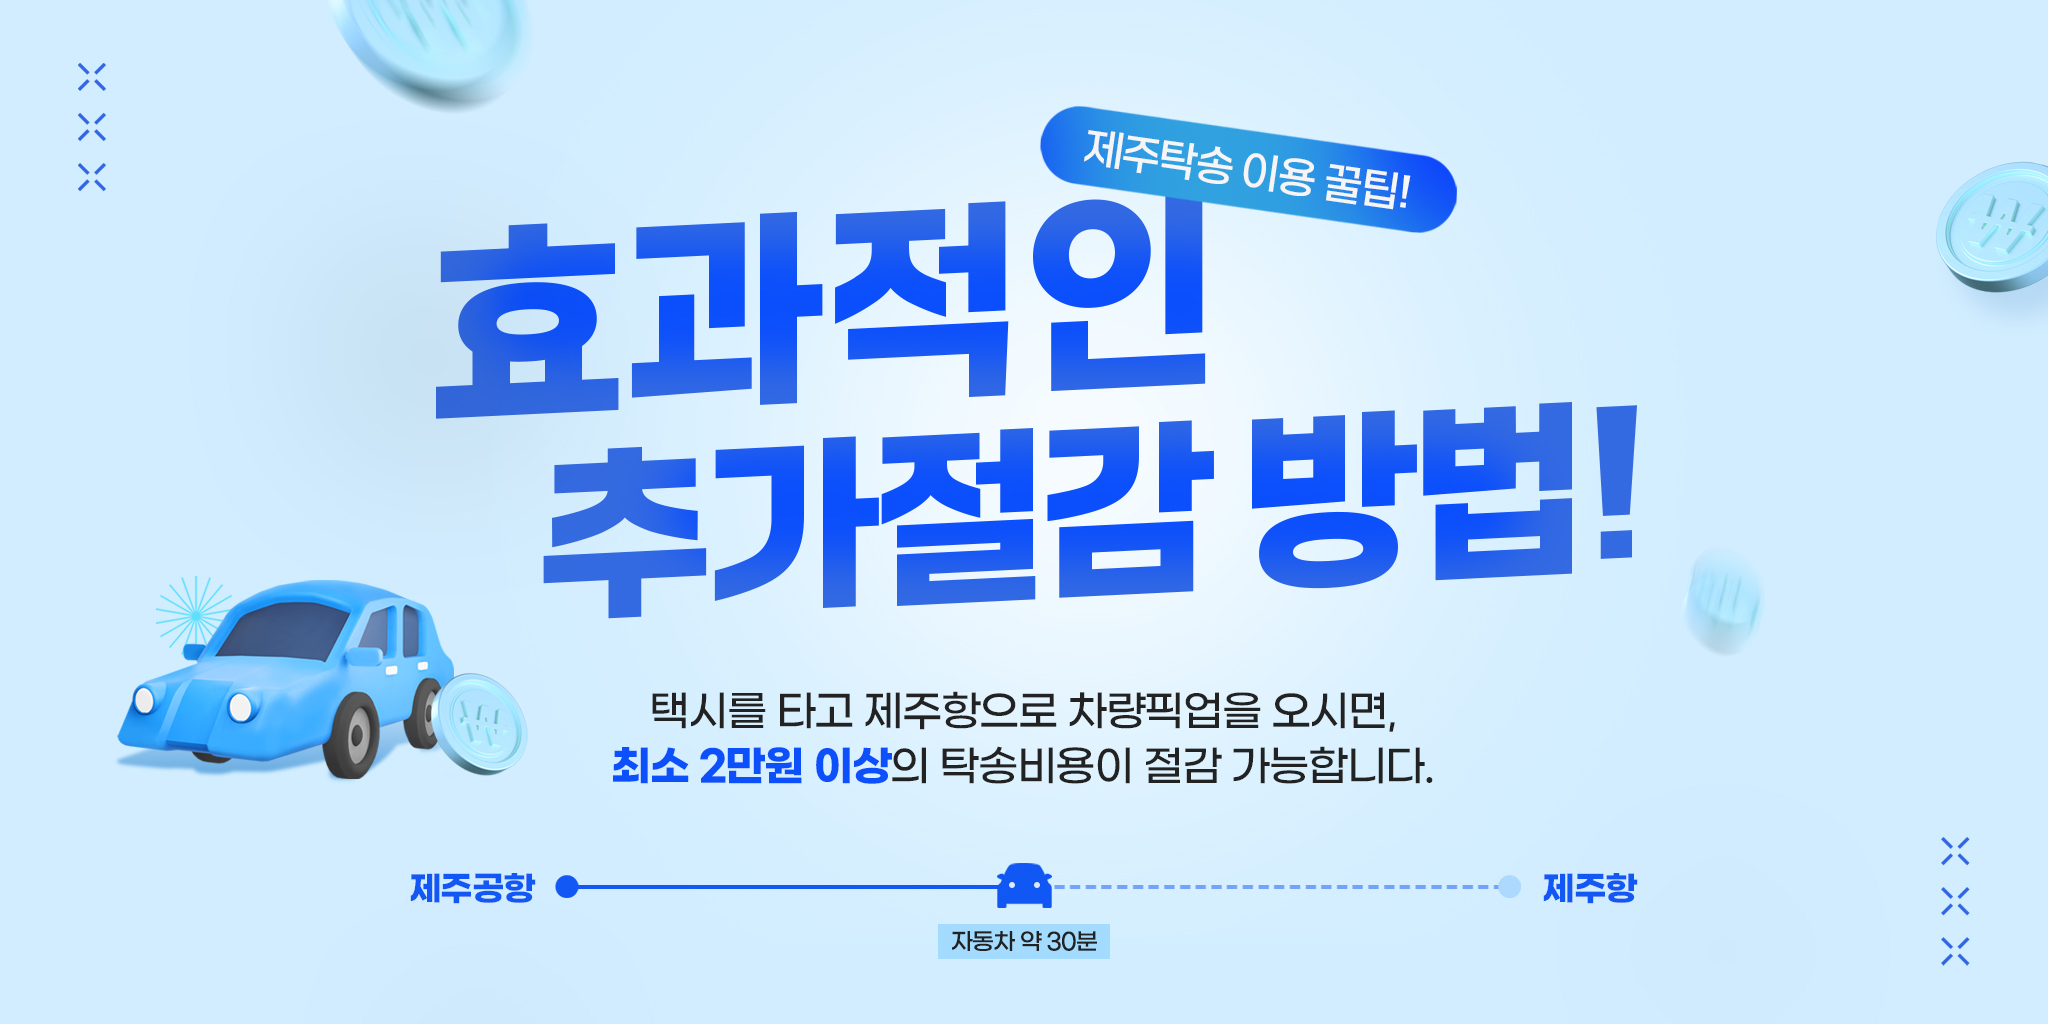 제주탁송 이용 꿀팁!
효과적인
추가절감 방법!
택시를 타고 제주항으로 차량픽업을 오시면,
최소 2만원 이상의 탁송비용이 절감 가능합니다.
제주공항
제주항
자동차 약 30분